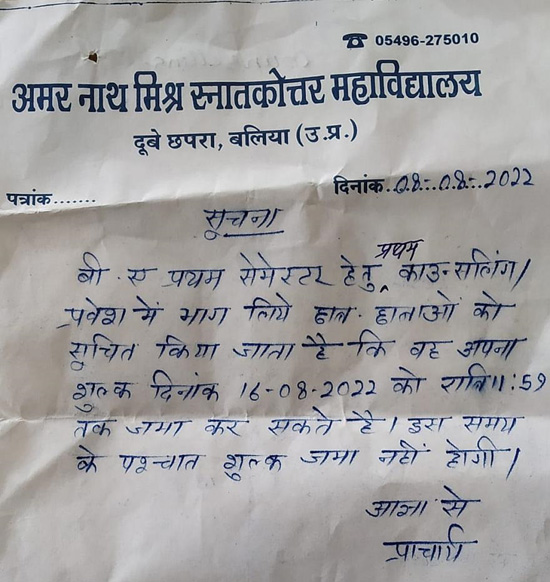 ☎ 05496-275010
अमर नाथ मिश्र स्नातकोत्तर महाविद्यालय
दूबे छपरा, बलिया (उ.प्र.)
पत्रांक.......
दिनांक. 08-.-08-.-2022
सूचना
प्रथम
बी. ए प्रथम सेमेस्टर हेतु काउन्सलिंग/
प्रवेश में भाग लिये छात्र-छात्राओं को
सूचित किया जाता है कि वह अपना
शुल्क दिनांक 16-08-2022 को रात्रि 11:59
तक जमा कर सकते है। इस समय
के पश्चात शुल्क जमा नहीं होगी।
आज्ञा से
प्राचार्य